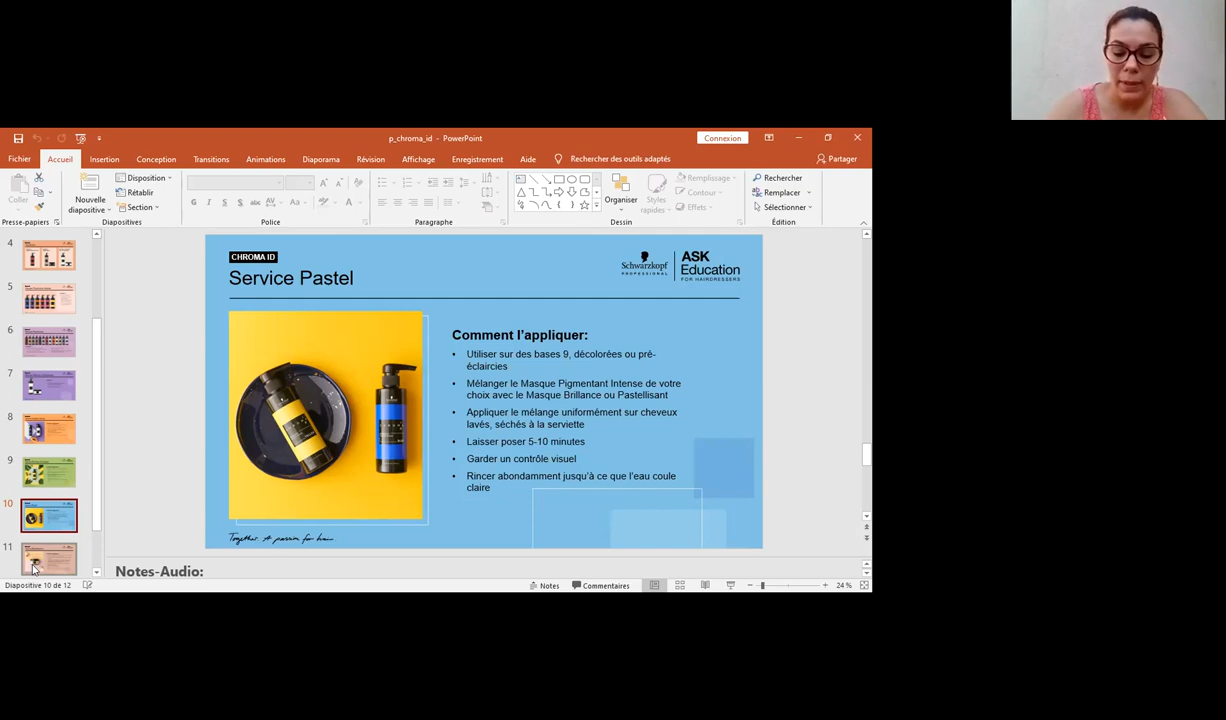 p_chroma_id - PowerPoint
Connexion
Fichier
Accueil
Insertion
Conception
Transitions
Animations
Diaporama
Révision
Affichage
Enregistrement
Aide
Rechercher des outils adaptés
Partager
Coller
Nouvelle
diapositive
Disposition
Rétablir
Section
Organiser
Styles
rapides
Remplissage
Contour
Effets
Rechercher
Remplacer
Sélectionner
Presse-papiers
Diapositives
Police
Paragraphe
Dessin
Édition
4
5
6
7
8
9
10
11
CHROMA ID
Service Pastel
Schwarzkopf
PROFESSIONAL
ASK
Education
FOR HAIRDRESSERS
Comment l'appliquer:
• Utiliser sur des bases 9, décolorées ou pré-
éclaircies
• Mélanger le Masque Pigmentant Intense de votre
choix avec le Masque Brillance ou Pastellisant
• Appliquer le mélange uniformément sur cheveux
lavés, séchés à la serviette
• Laisser poser 5-10 minutes
• Garder un contrôle visuel
• Rincer abondamment jusqu'à ce que l'eau coule
claire
Together. A passion for hair.
Notes-Audio:
Diapositive 10 de 12
Notes
Commentaires
24 %